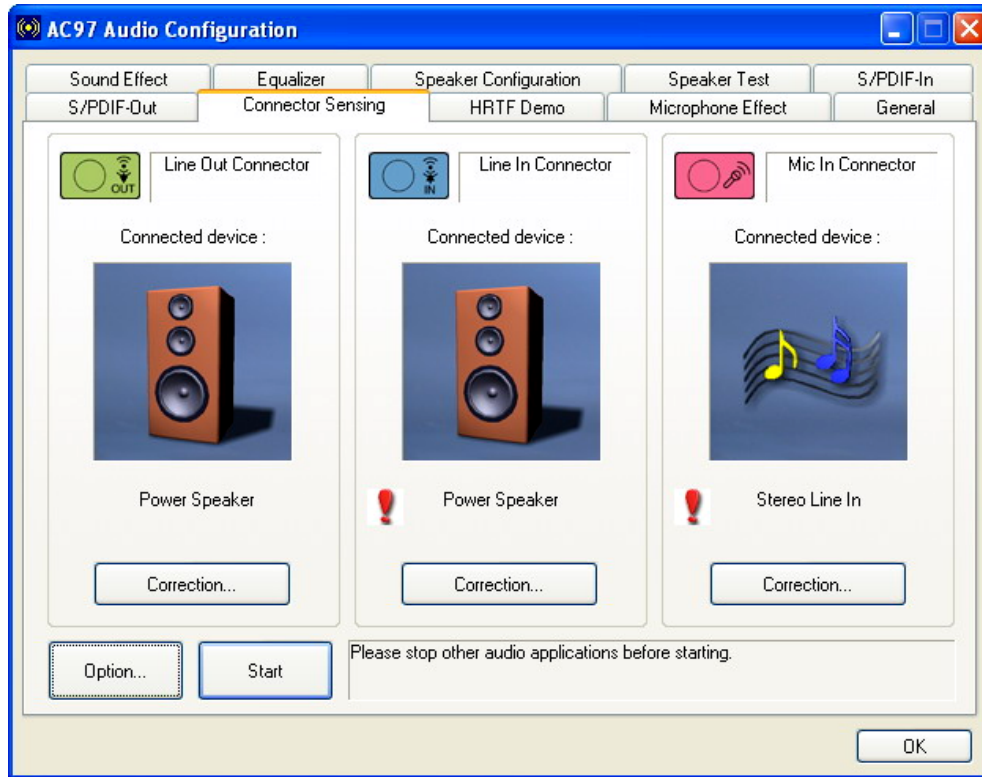 AC97 Audio Configuration
Sound Effect
Equalizer
Speaker Configuration
Speaker Test
S/PDIF-In
S/PDIF-Out
Connector Sensing
HRTF Demo
Microphone Effect
General
OUT
Line Out Connector
IN
Line In Connector
Mic In Connector
Connected device :
Connected device :
Connected device :
Power Speaker
Power Speaker
Stereo Line In
Correction...
Correction...
Correction...
Option...
Start
Please stop other audio applications before starting.
OK